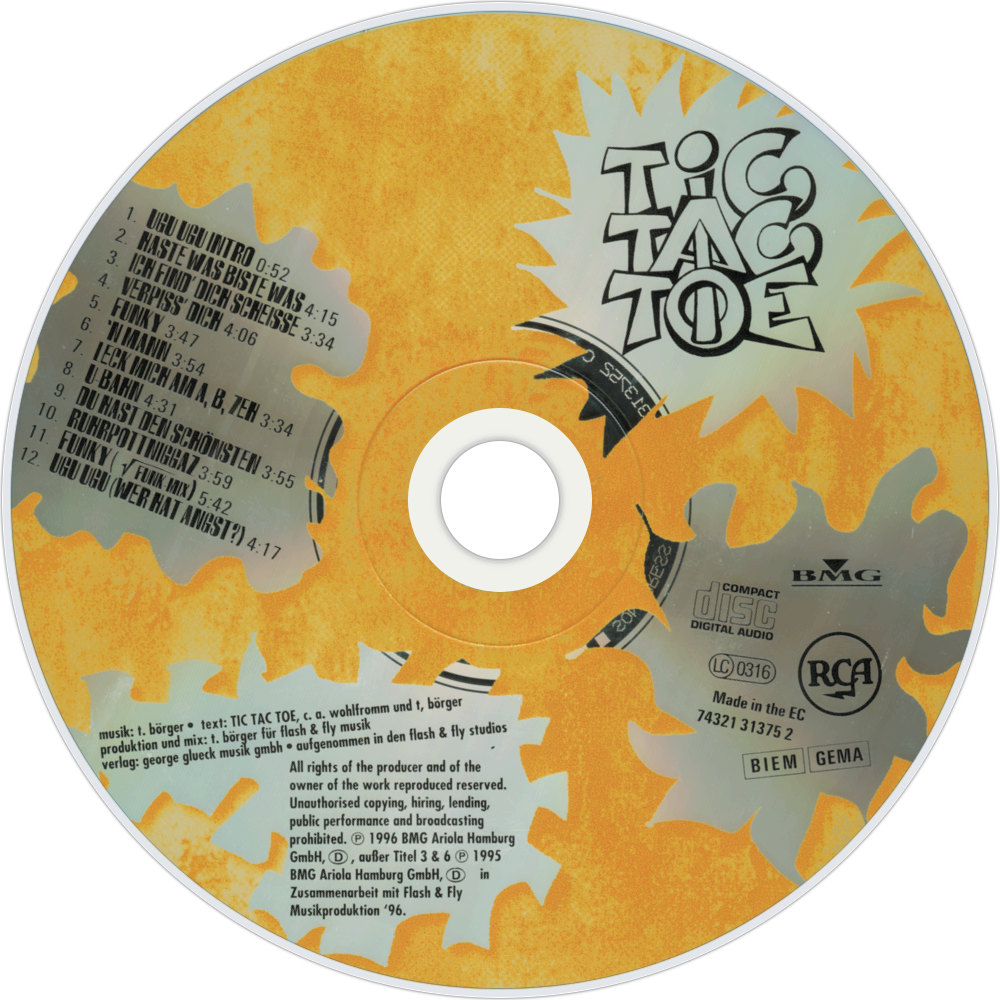 TiC
TAC
TOE
1. UGU UGU INTRO 0:52
2. HASTE WAS BISTE WAS 4:15
3. ICH FIND' DICH SCHEISSE 3:34
4. VERPISS' DICH 4:06
5. FUNKY 3:47
6. 'N MANN 3:54
7. LECK MICH AM A, B, ZEH 3:34
8. U-BAHN 4:31
9. DU HAST DEN SCHÖNSTEN 3:55
10. RUHRPOTTNIGGAZ 3:59
11. FUNKY (√FUNK MIX) 5:42
12. UGU UGU (WER HAT ANGST?) 4:17
BMG
COMPACT
disc
DIGITAL AUDIO
LC 0316
RCA
Made in the EC
74321 31375 2
BIEM GEMA
musik: t. börger • text: TIC TAC TOE, c. a. wohlfromm und t, börger
produktion und mix: t. börger für flash & fly musik
verlag: george glueck musik gmbh • aufgenommen in den flash & fly studios
All rights of the producer and of the
owner of the work reproduced reserved.
Unauthorised copying, hiring, lending,
public performance and broadcasting
prohibited. ℗ 1996 BMG Ariola Hamburg
GmbH, Ⓓ, außer Titel 3 & 6 ℗ 1995
BMG Ariola Hamburg GmbH, Ⓓ in
Zusammenarbeit mit Flash & Fly
Musikproduktion '96.